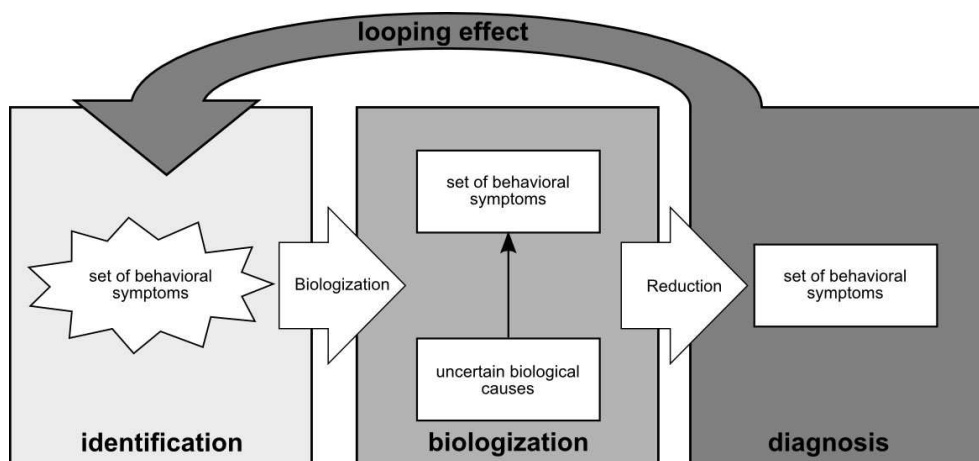 looping effect
set of behavioral
symptoms
Biologization
set of behavioral
symptoms
uncertain biological
causes
Reduction
set of behavioral
symptoms
identification
biologization
diagnosis